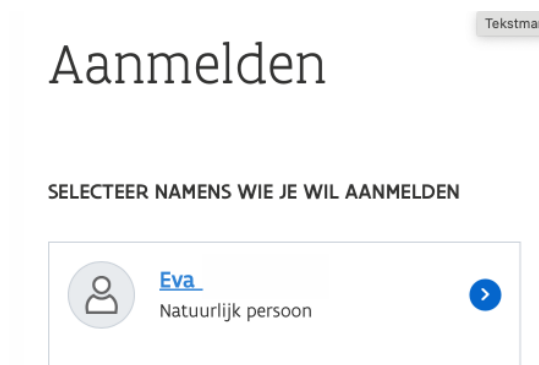 Aanmelden
SELECTEER NAMENS WIE JE WIL AANMELDEN
Eva
Natuurlijk persoon